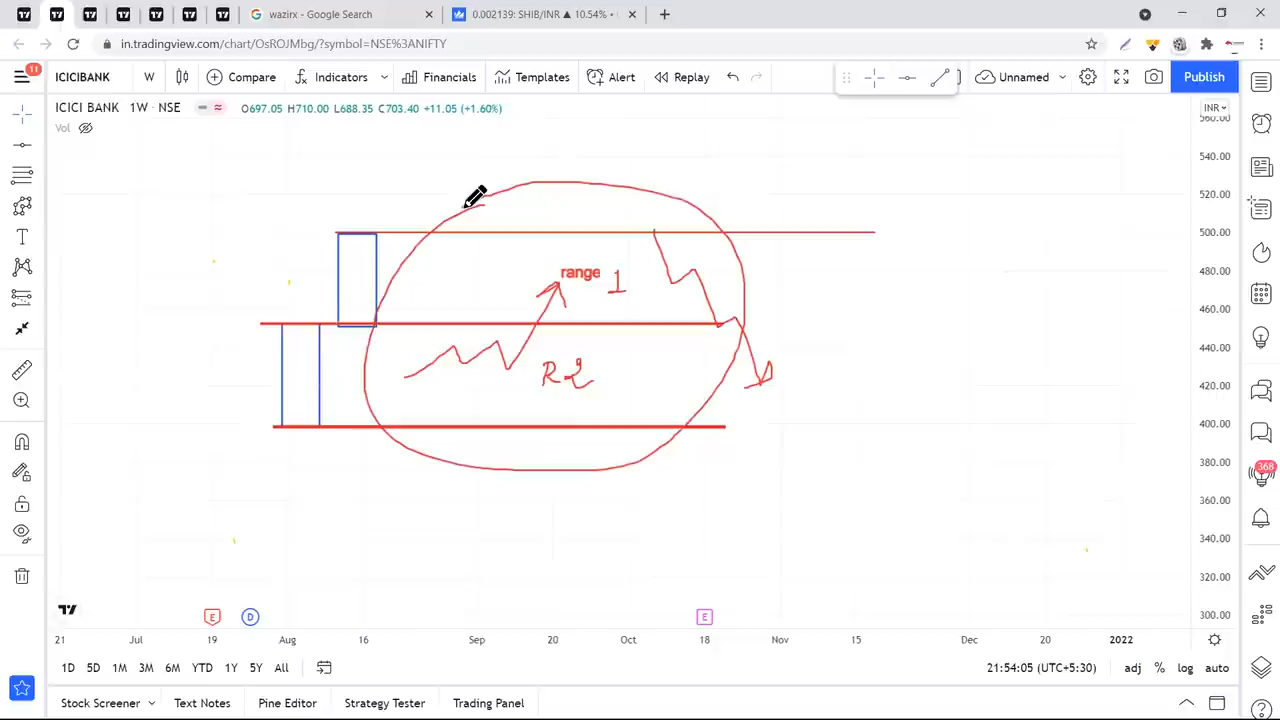 wazirx - Google Search
0.002139: SHIB/INR ▲ 10.54% •
in.tradingview.com/chart/OsROJMbg/?symbol=NSE%3ANIFTY
11
ICICIBANK
W
Compare
Indicators
Financials
Templates
Alert
Replay
Unnamed
Publish
ICICI BANK 1W · NSE
O697.05 H710.00 L688.35 C703.40 +11.05 (+1.60%)
INR
Vol
560.00
540.00
520.00
500.00
480.00
460.00
440.00
420.00
400.00
380.00
360.00
340.00
320.00
300.00
range 1
R2
368
E
D
E
21
Jul
19
Aug
16
Sep
20
Oct
18
Nov
15
Dec
20
2022
1D
5D
1M
3M
6M
YTD
1Y
5Y
All
21:54:05 (UTC+5:30)
adj
%
log
auto
Stock Screener
Text Notes
Pine Editor
Strategy Tester
Trading Panel